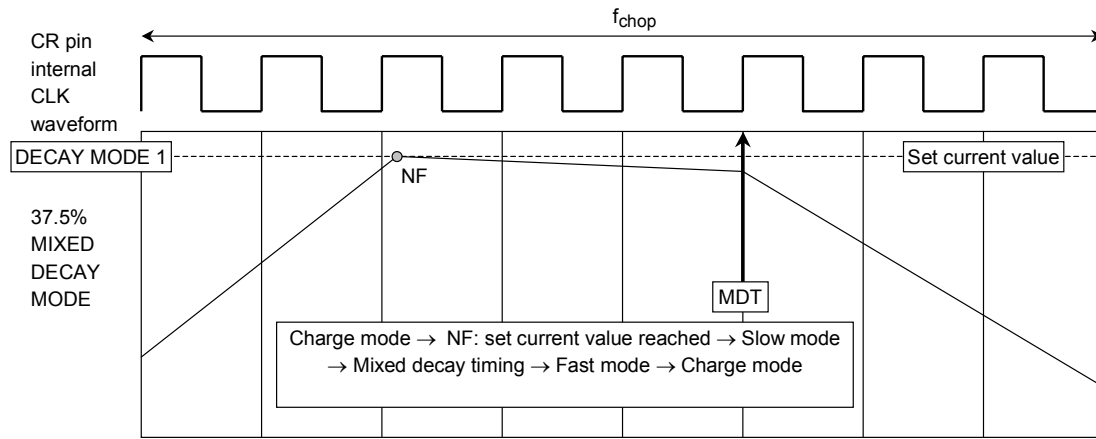 fchop
CR pin
internal
CLK
waveform
DECAY MODE 1
Set current value
NF
37.5%
MIXED
DECAY
MODE
MDT
Charge mode → NF: set current value reached → Slow mode
→ Mixed decay timing → Fast mode → Charge mode